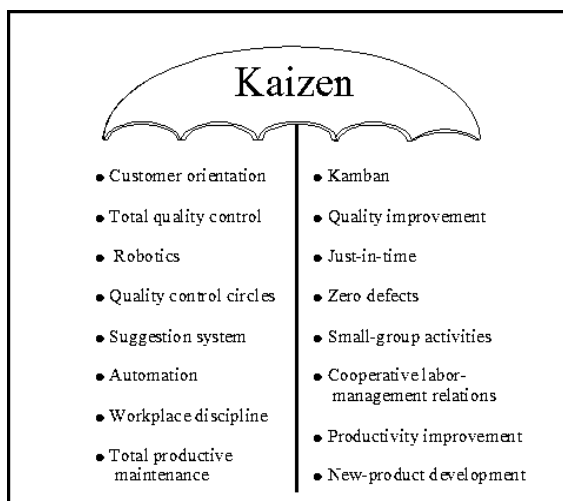 Kaizen
• Customer orientation
• Total quality control
• Robotics
• Quality control circles
• Suggestion system
• Automation
• Workplace discipline
• Total productive
maintenance
• Kamban
• Quality improvement
• Just-in-time
• Zero defects
• Small-group activities
• Cooperative labor-
management relations
• Productivity improvement
• New-product development